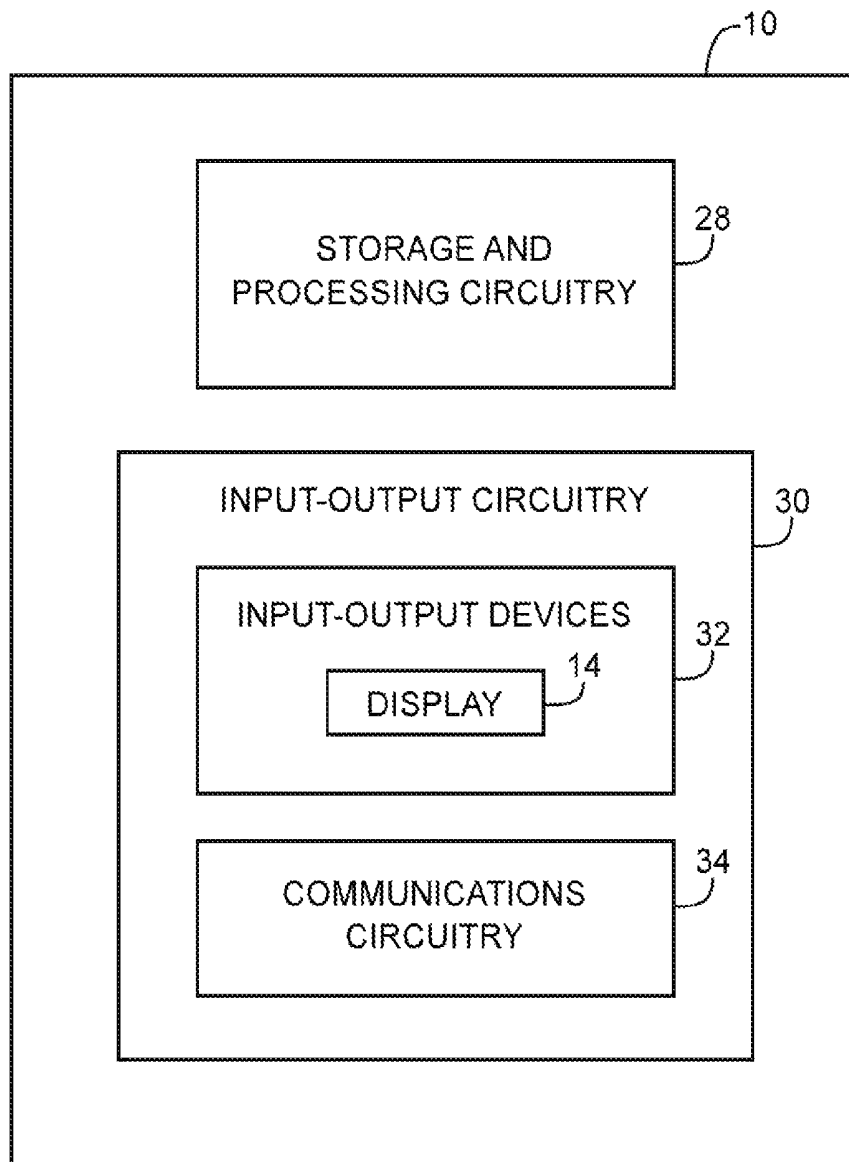 10
STORAGE AND
PROCESSING CIRCUITRY
28
INPUT-OUTPUT CIRCUITRY
30
INPUT-OUTPUT DEVICES
32
14
DISPLAY
34
COMMUNICATIONS
CIRCUITRY